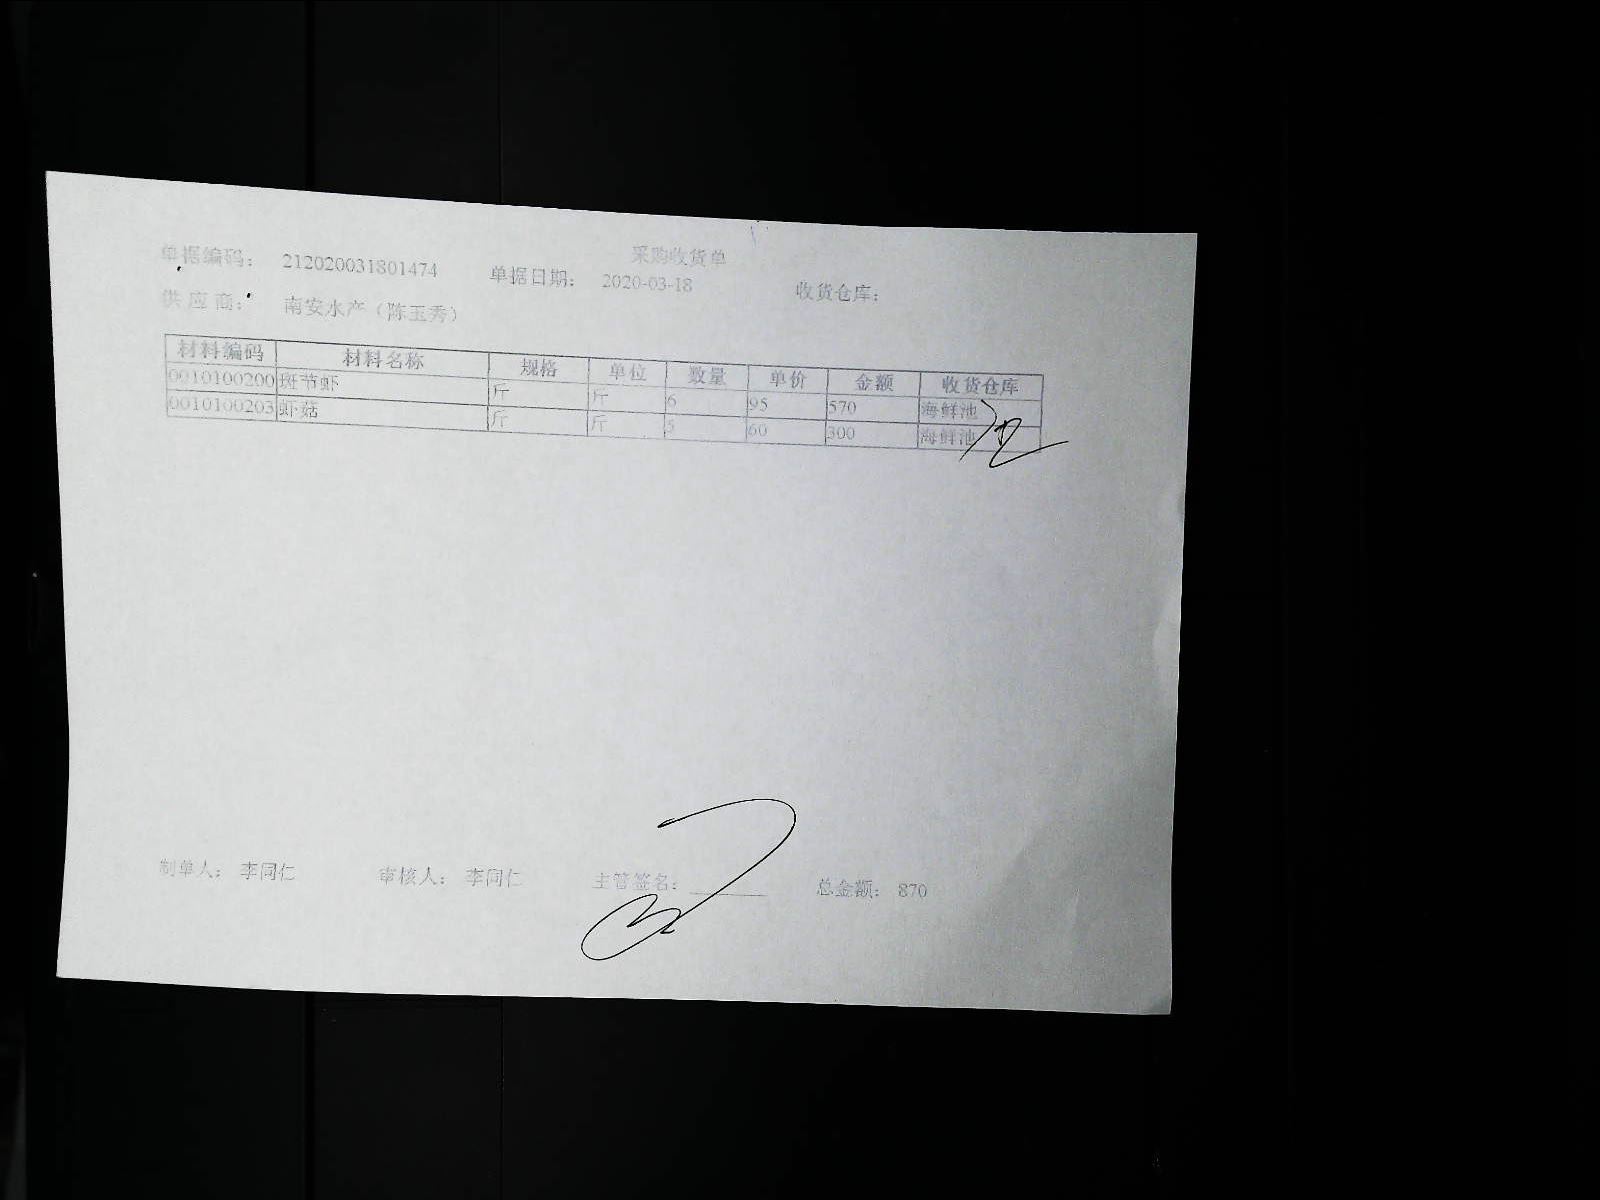 采购收货单
单据编码： 212020031801474 单据日期： 2020-03-18 收货仓库：
供 应 商： 南安水产（陈玉秀）
材料编码 材料名称 规格 单位 数量 单价 金额 收货仓库
0010100200 斑节虾 斤 斤 6 95 570 海鲜池
0010100203 虾菇 斤 斤 5 60 300 海鲜池
制单人： 李同仁 审核人： 李同仁 主管签名： 总金额： 870